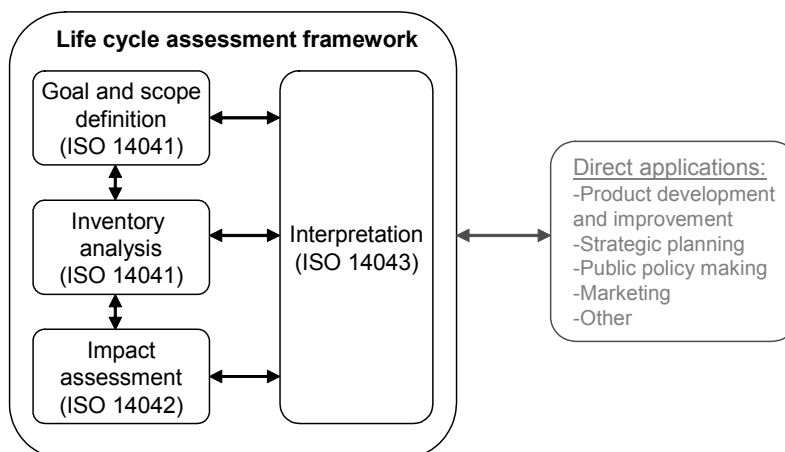 Life cycle assessment framework
Goal and scope
definition
(ISO 14041)
Inventory
analysis
(ISO 14041)
Impact
assessment
(ISO 14042)
Interpretation
(ISO 14043)
Direct applications:
-Product development
and improvement
-Strategic planning
-Public policy making
-Marketing
-Other